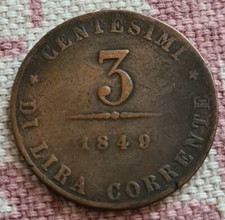 CENTESIMI
3
1849
DI LIRA CORRENTE